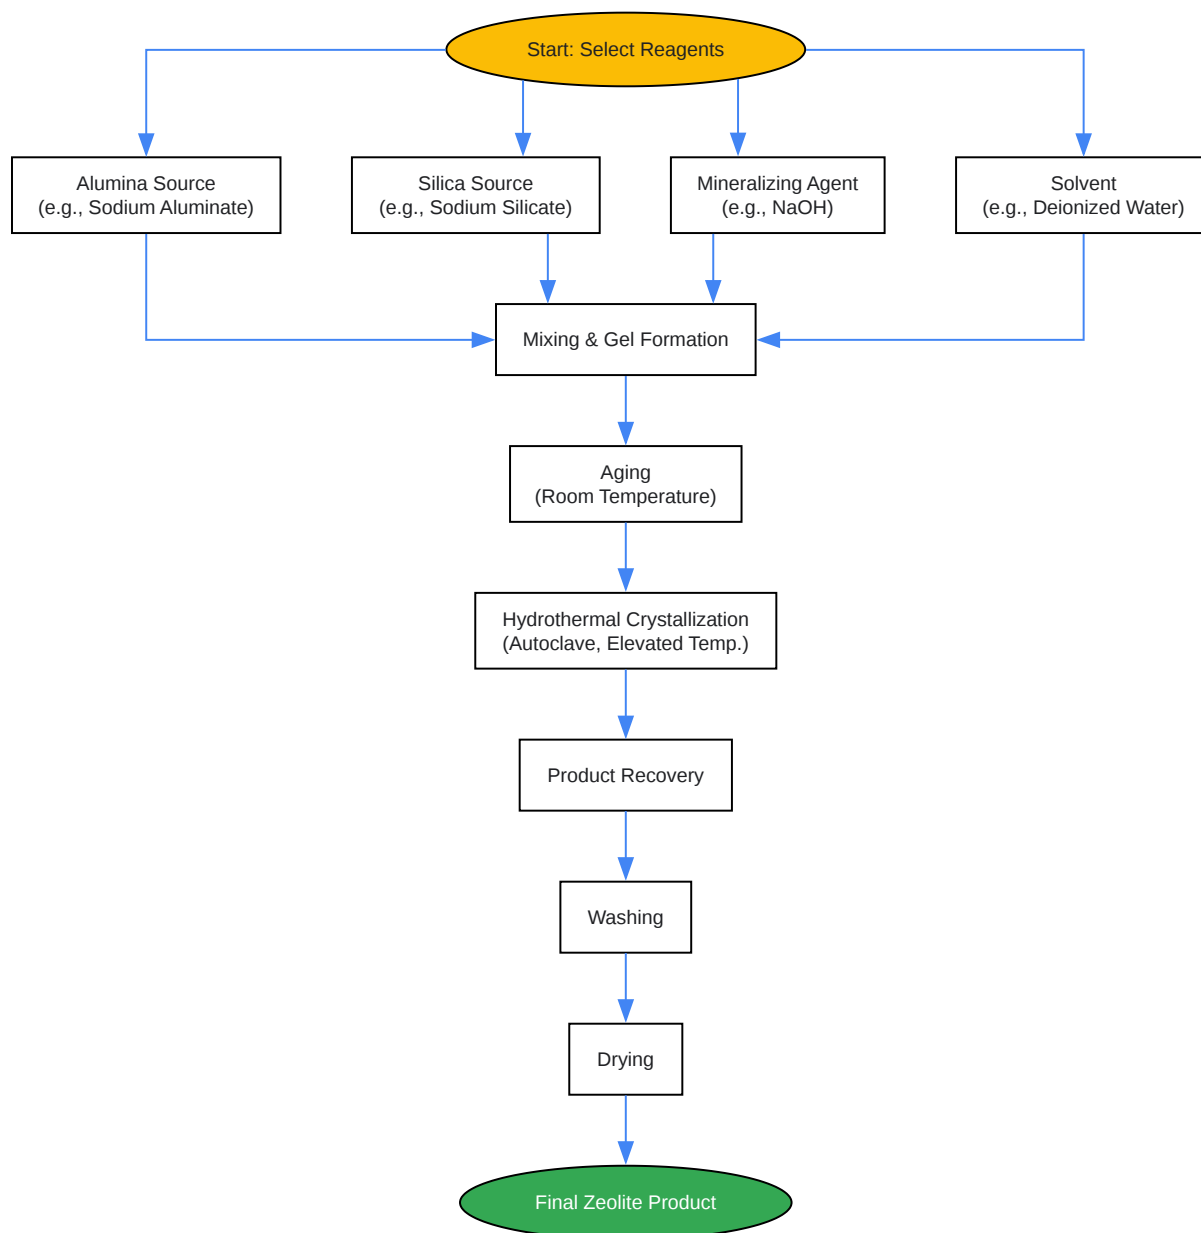 Start: Select Reagents
Alumina Source
(e.g., Sodium Aluminate)
Silica Source
(e.g., Sodium Silicate)
Mineralizing Agent
(e.g., NaOH)
Solvent
(e.g., Deionized Water)
Mixing & Gel Formation
Aging
(Room Temperature)
Hydrothermal Crystallization
(Autoclave, Elevated Temp.)
Product Recovery
Washing
Drying
Final Zeolite Product